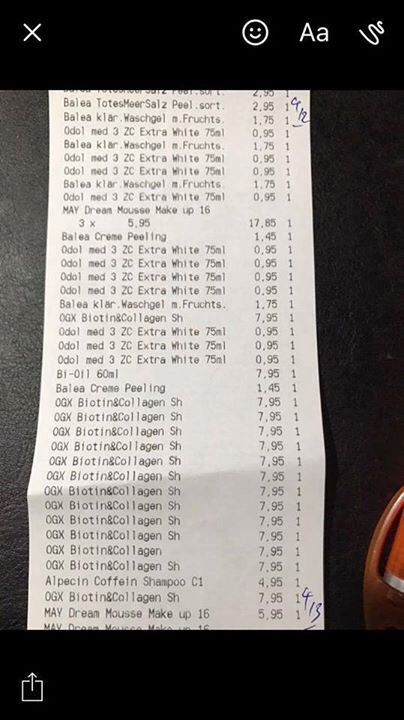 Aa
Balea TotesMeerSalz Peel.sort. 2,95 1
Balea TotesMeerSalz Peel.sort. 2,95 1
Balea klär.Waschgel m.Fruchts. 1,75 1
Odol med 3 ZC Extra White 75ml 0,95 1
Balea klär.Waschgel m.Fruchts. 1,75 1
Odol med 3 ZC Extra White 75ml 0,95 1
Odol med 3 ZC Extra White 75ml 0,95 1
Balea klär.Waschgel m.Fruchts. 1,75 1
Odol med 3 ZC Extra White 75ml 0,95 1
MAY Dream Mousse Make up 16
3 x 5,95 17,85 1
Balea Creme Peeling 1,45 1
Odol med 3 ZC Extra White 75ml 0,95 1
Odol med 3 ZC Extra White 75ml 0,95 1
Odol med 3 ZC Extra White 75ml 0,95 1
Odol med 3 ZC Extra White 75ml 0,95 1
Balea klär.Waschgel m.Fruchts. 1,75 1
OGX Biotin&Collagen Sh 7,95 1
Odol med 3 ZC Extra White 75ml 0,95 1
Odol med 3 ZC Extra White 75ml 0,95 1
Odol med 3 ZC Extra White 75ml 0,95 1
Bi-Oil 60ml 7,95 1
Balea Creme Peeling 1,45 1
OGX Biotin&Collagen Sh 7,95 1
OGX Biotin&Collagen Sh 7,95 1
OGX Biotin&Collagen Sh 7,95 1
OGX Biotin&Collagen Sh 7,95 1
OGX Biotin&Collagen Sh 7,95 1
OGX Biotin&Collagen Sh 7,95 1
OGX Biotin&Collagen Sh 7,95 1
OGX Biotin&Collagen Sh 7,95 1
OGX Biotin&Collagen Sh 7,95 1
OGX Biotin&Collagen Sh 7,95 1
OGX Biotin&Collagen 7,95 1
OGX Biotin&Collagen Sh 7,95 1
Alpecin Coffein Shampoo C1 4,95 1
OGX Biotin&Collagen Sh 7,95 1
MAY Dream Mousse Make up 16 5,95 1
MAY Dream Mousse Make up 16